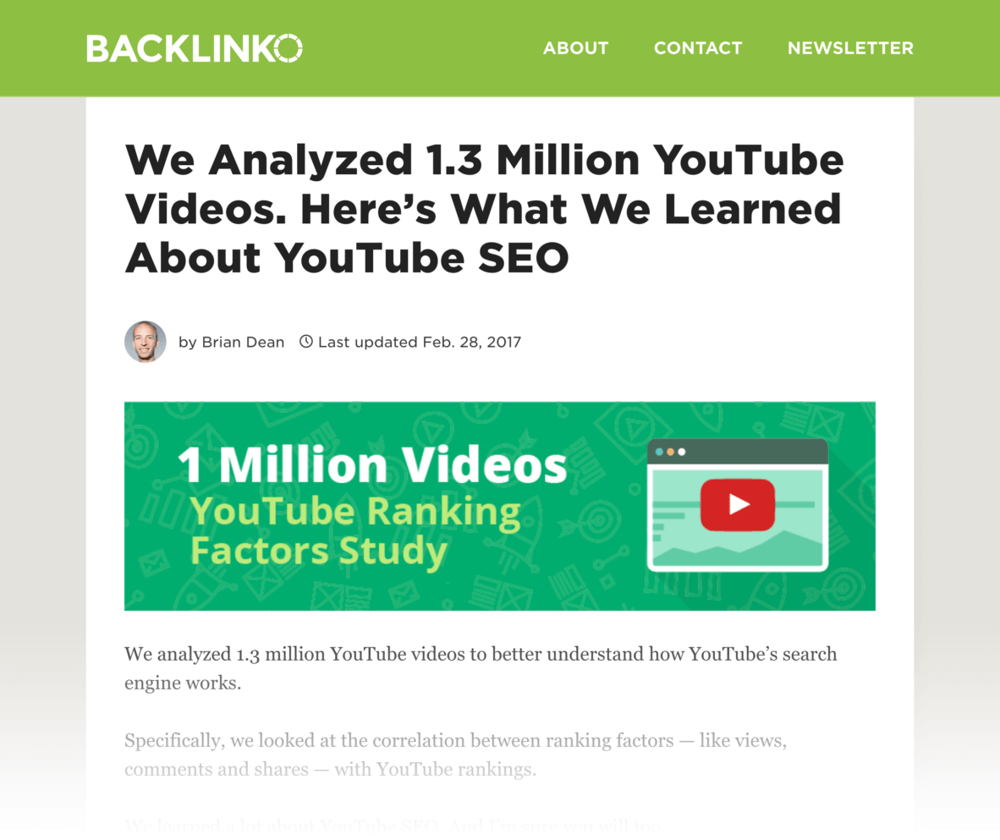 BACKLINKO
ABOUT CONTACT NEWSLETTER
We Analyzed 1.3 Million YouTube
Videos. Here’s What We Learned
About YouTube SEO
by Brian Dean Last updated Feb. 28, 2017
1 Million Videos
YouTube Ranking
Factors Study
We analyzed 1.3 million YouTube videos to better understand how YouTube’s search
engine works.
Specifically, we looked at the correlation between ranking factors — like views,
comments and shares — with YouTube rankings.
We learned a lot about YouTube SEO. And I’m sure you will too.